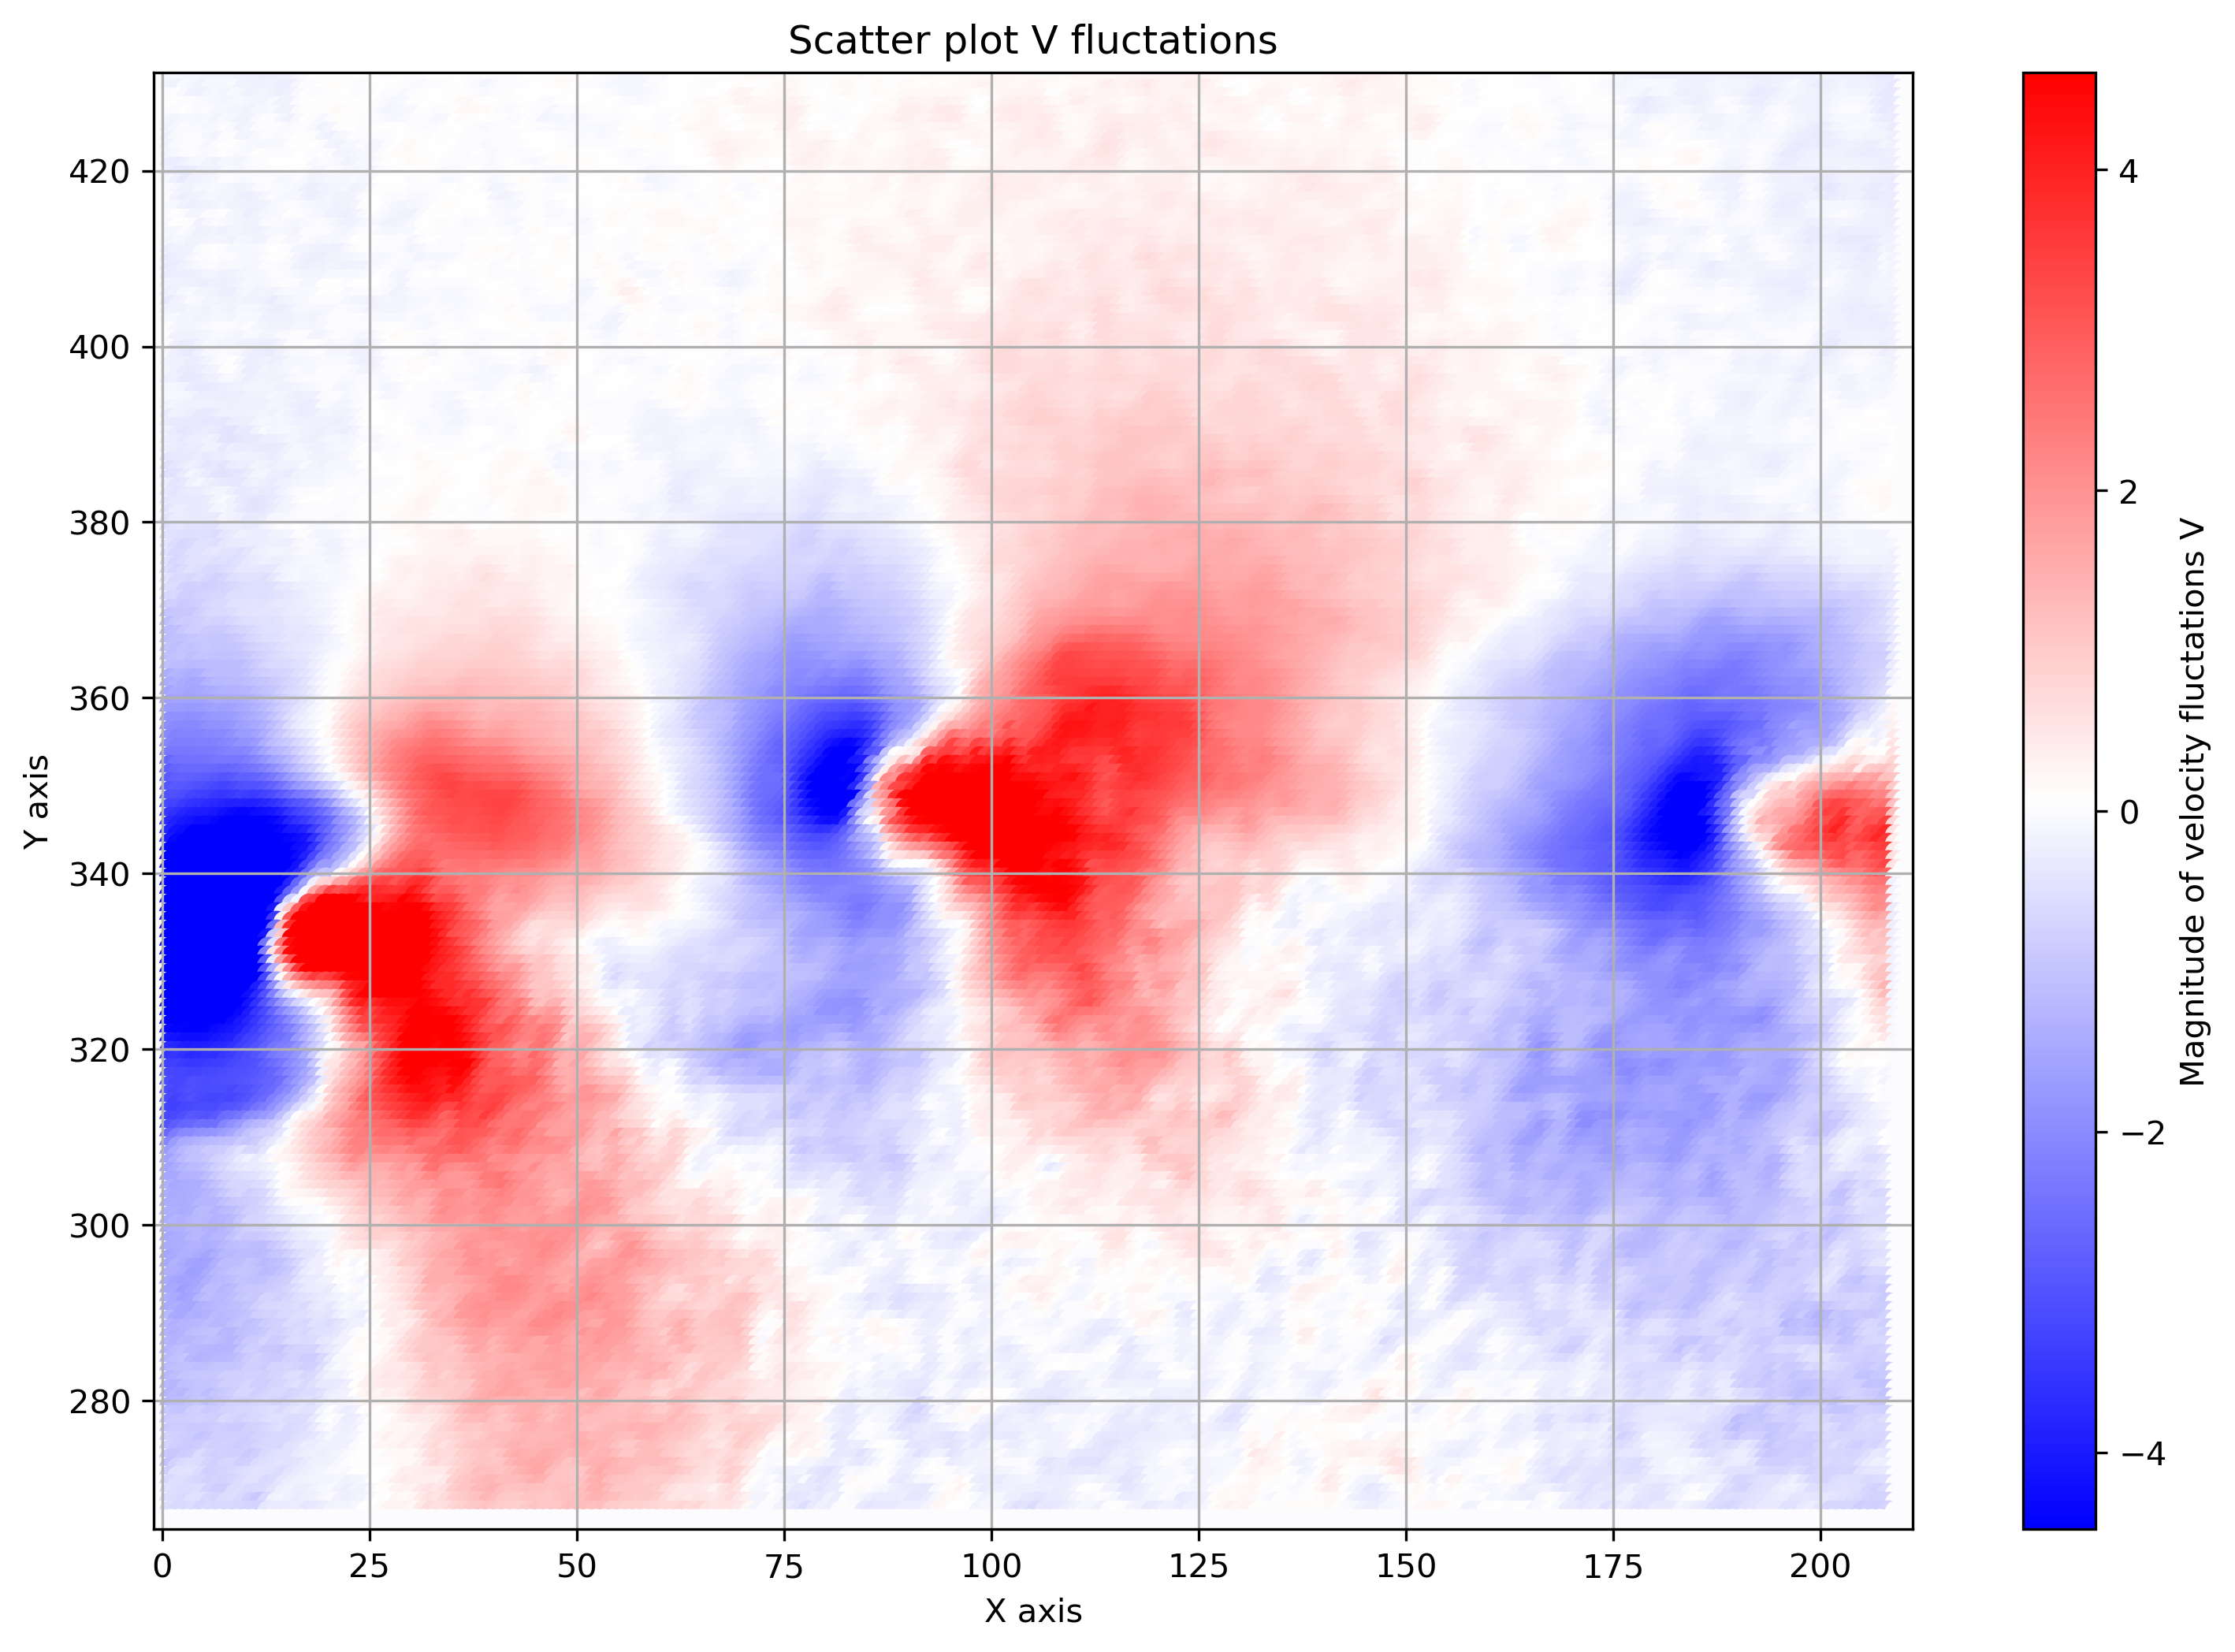 Scatter plot V fluctations
420
400
380
360
340
320
300
280
Y axis
0 25 50 75 100 125 150 175 200
X axis
4
2
0
−2
−4
Magnitude of velocity fluctations V